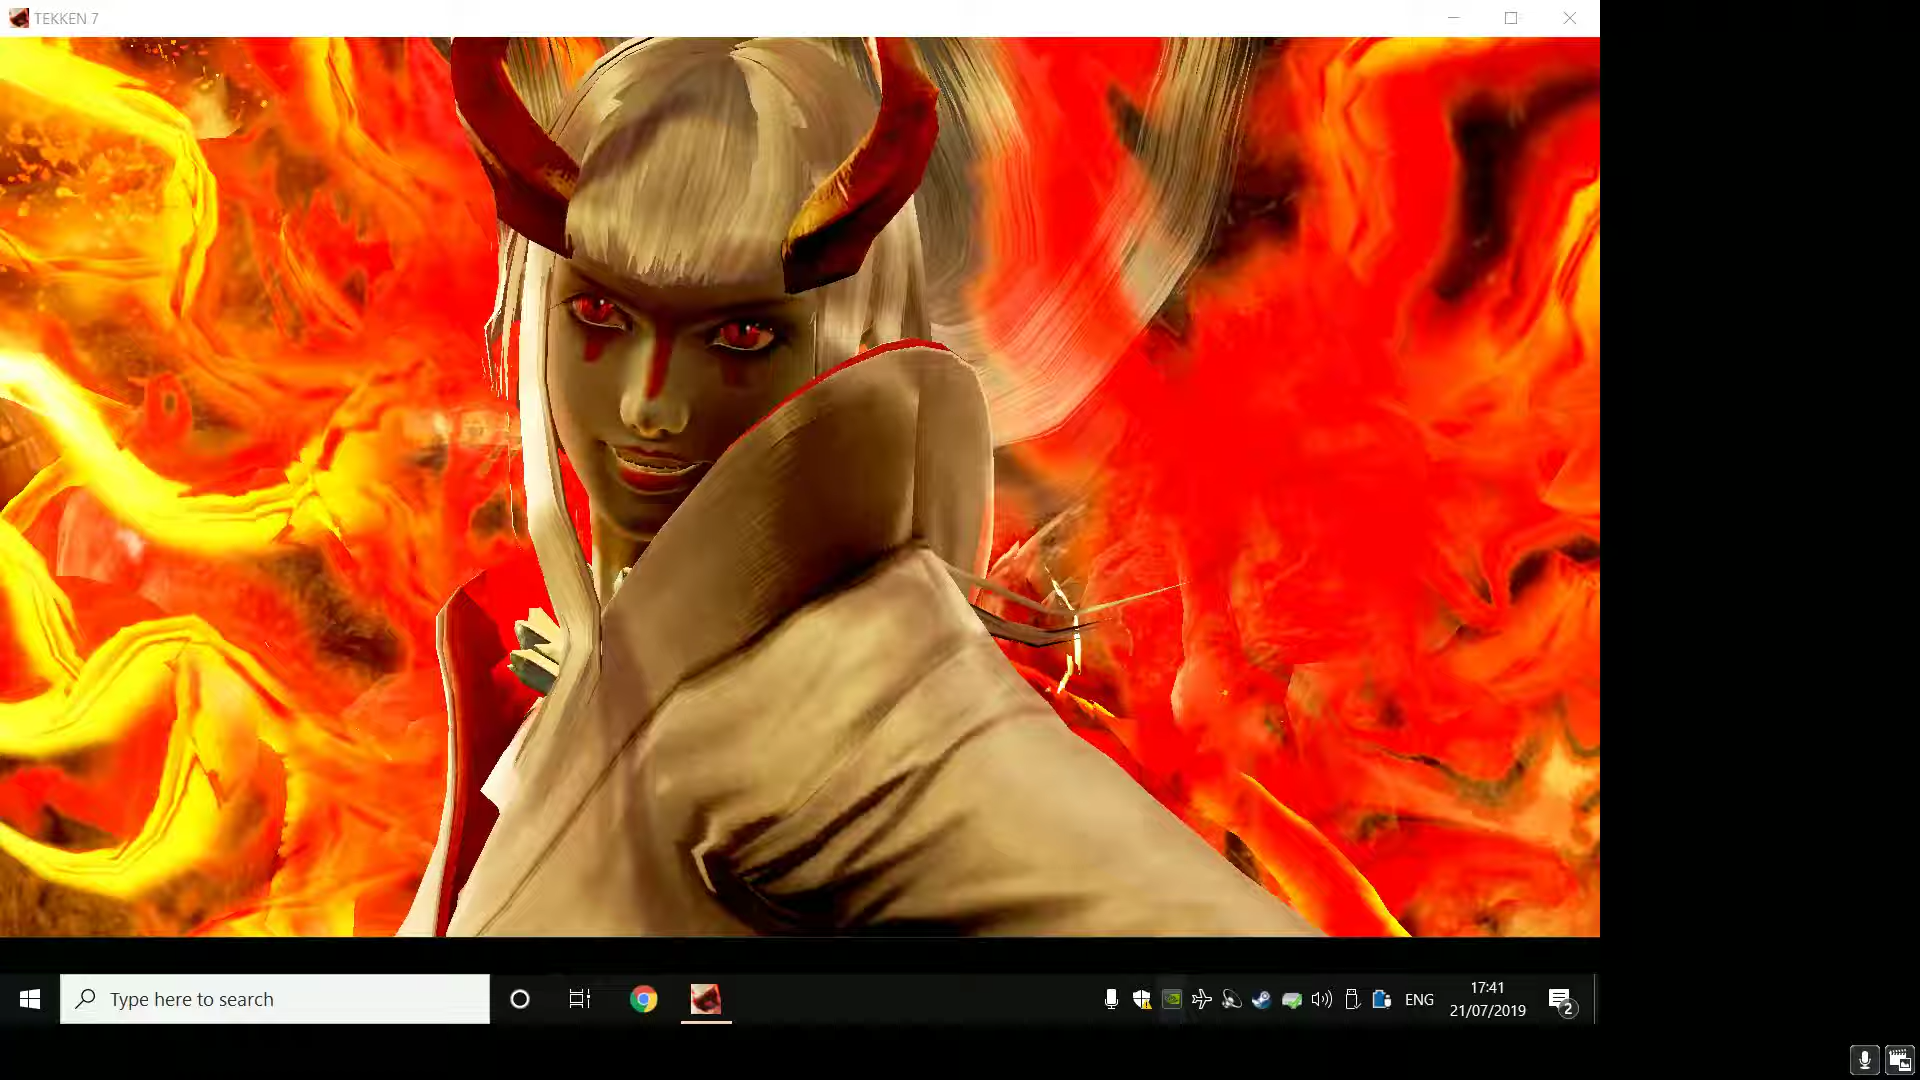 TEKKEN 7
Type here to search
ENG
17:41
21/07/2019
2